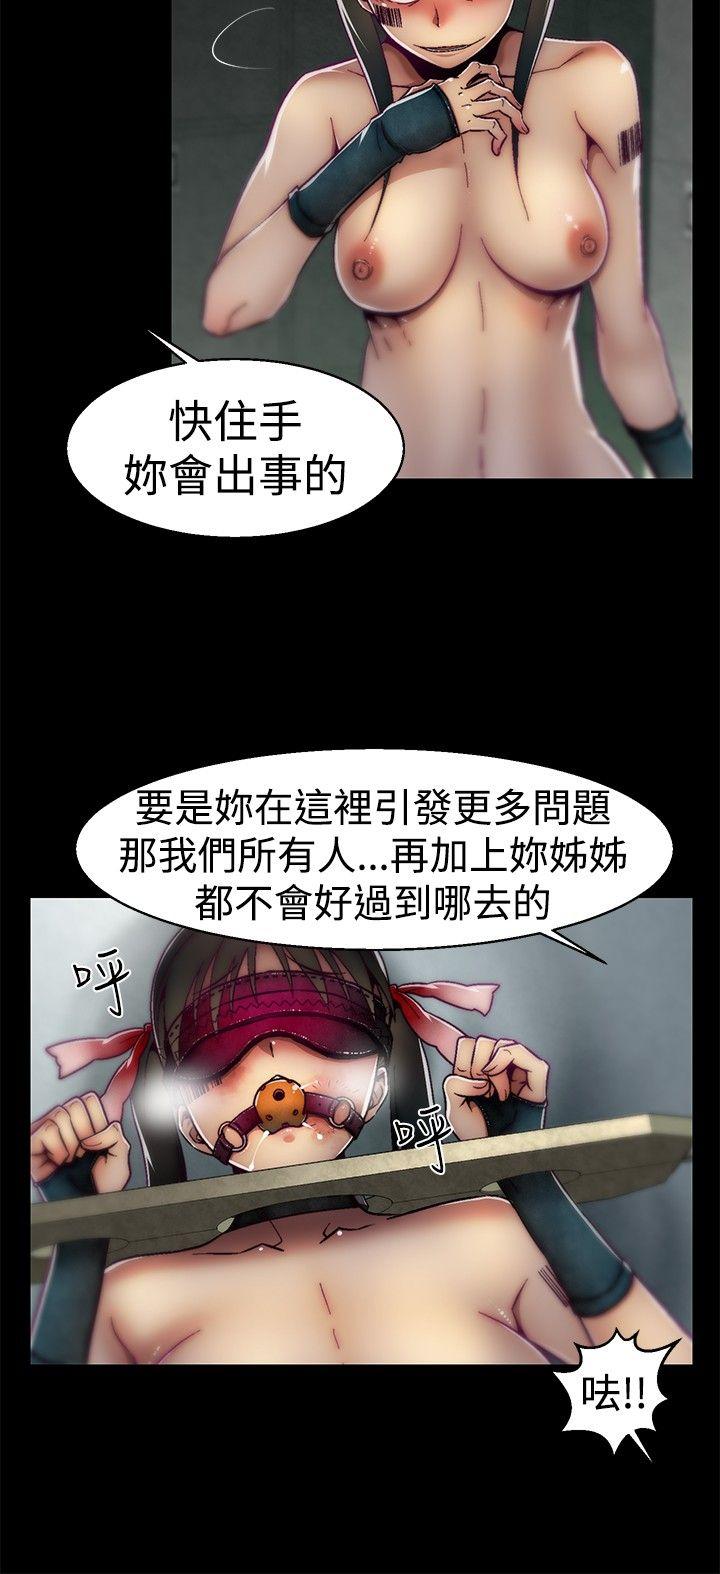 快住手
妳會出事的
要是妳在這裡引發更多問題
那我們所有人...再加上妳姊姊
都不會好過到哪去的
呼
呼
呿!!